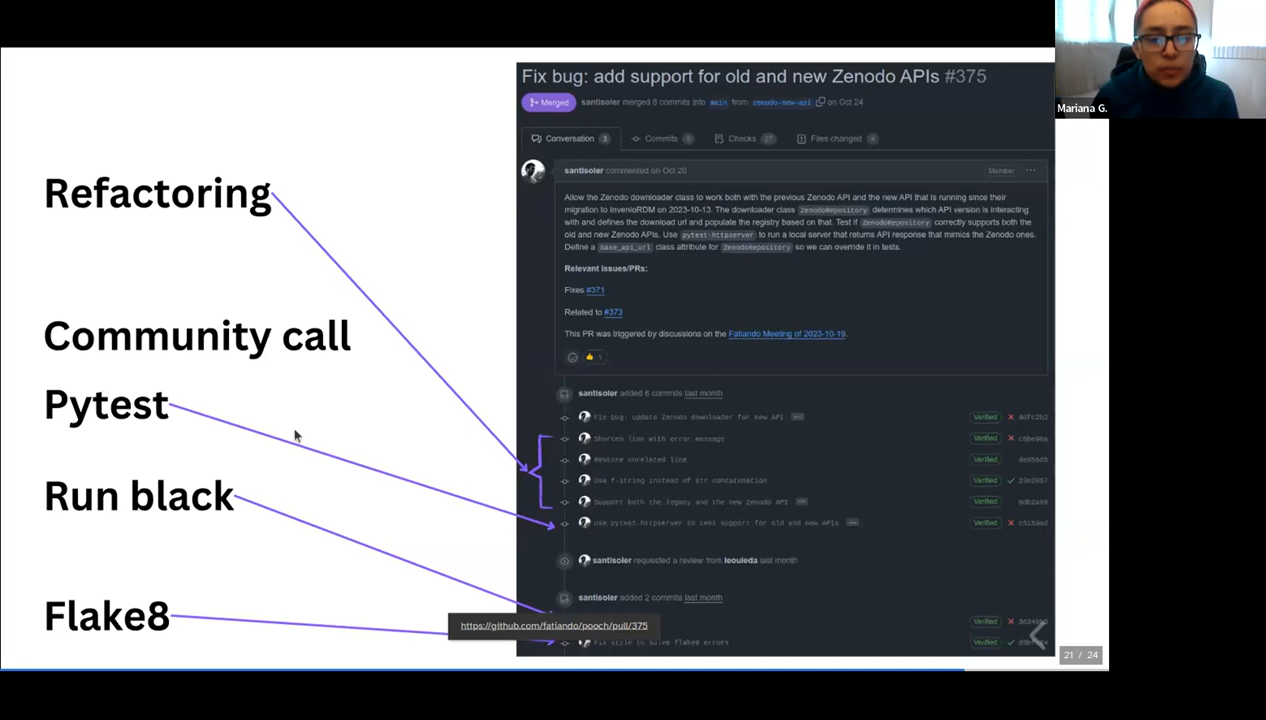 Mariana G.
Refactoring
Community call
Pytest
Run black
Flake8
Fix bug: add support for old and new Zenodo APIs #375
Merged santisoler merged 8 commits into main from zenodo-new-api on Oct 24
Conversation 3 Commits 8 Checks 27 Files changed 4
santisoler commented on Oct 20 Member
Allow the Zenodo downloader class to work both with the previous Zenodo API and the new API that is running since their
migration to InvenioRDM on 2023-10-13. The downloader class ZenodoRepository determines which API version is interacting
with and defines the download url and populate the registry based on that. Test if ZenodoRepository correctly supports both the
old and new Zenodo APIs. Use pytest-httpserver to run a local server that returns API response that mimics the Zenodo ones.
Define a base_api_url class attribute for ZenodoRepository so we can override it in tests.
Relevant issues/PRs:
Fixes #371
Related to #373
This PR was triggered by discussions on the Fatiando Meeting of 2023-10-19.
1
santisoler added 6 commits last month
Fix bug: update Zenodo downloader for new API Verified
Shorten line with error message Verified
Restore unrelated line Verified
Use f-string instead of str concatenation Verified
Support both the legacy and the new Zenodo API Verified
Use pytest-httpserver to test support for old and new APIs Verified
santisoler requested a review from leouieda last month
santisoler added 2 commits last month
Verified
https://github.com/fatiando/pooch/pull/375
Fix style to solve flake8 errors Verified
21 / 24